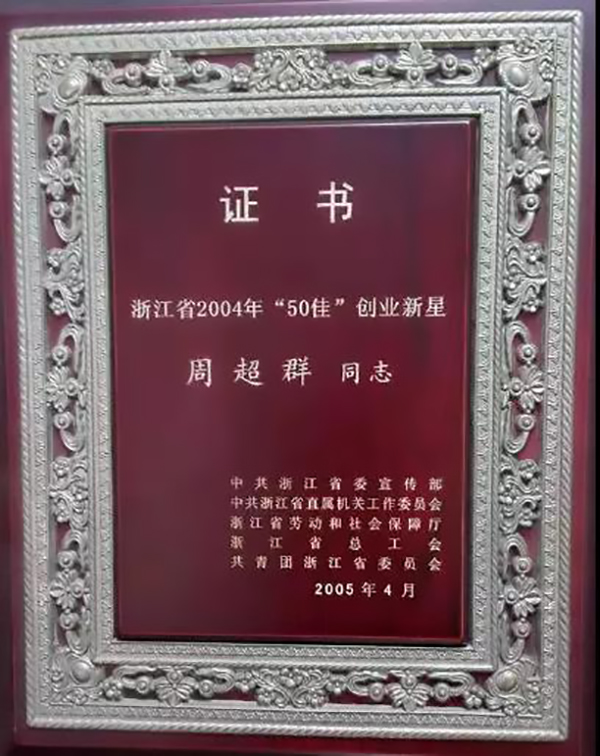 证 书
浙江省2004年“50佳”创业新星
周超群 同志
中共浙江省委宣传部
中共浙江省直属机关工作委员会
浙江省劳动和社会保障厅
浙江省总工会
共青团浙江省委员会
2005年4月